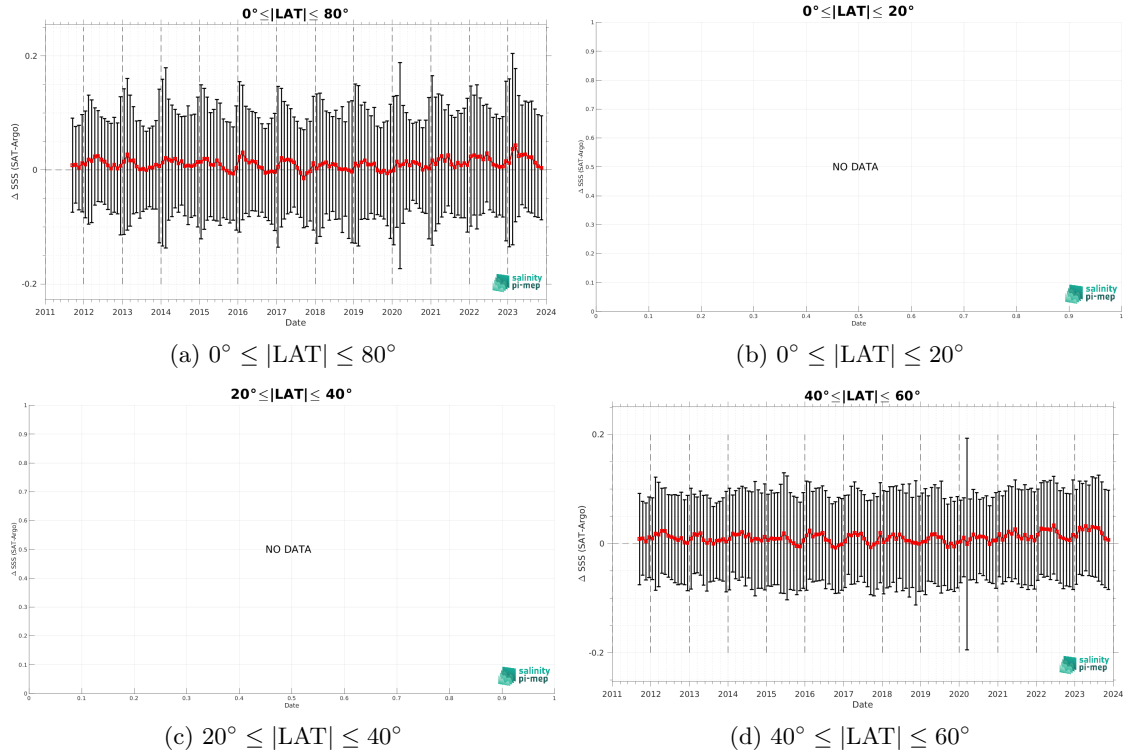 0°≤|LAT|≤ 80°
0.2
0
-0.2
Δ SSS (SAT-Argo)
2011 2012 2013 2014 2015 2016 2017 2018 2019 2020 2021 2022 2023 2024
Date
salinity
pi-mep
(a) 0° ≤ |LAT| ≤ 80°
0°≤|LAT|≤ 20°
1
0.9
0.8
0.7
0.6
0.5
0.4
0.3
0.2
0.1
0
Δ SSS (SAT-Argo)
NO DATA
0 0.1 0.2 0.3 0.4 0.5 0.6 0.7 0.8 0.9 1
Date
salinity
pi-mep
(b) 0° ≤ |LAT| ≤ 20°
20°≤|LAT|≤ 40°
1
0.9
0.8
0.7
0.6
0.5
0.4
0.3
0.2
0.1
0
Δ SSS (SAT-Argo)
NO DATA
0 0.1 0.2 0.3 0.4 0.5 0.6 0.7 0.8 0.9 1
Date
salinity
pi-mep
(c) 20° ≤ |LAT| ≤ 40°
40°≤|LAT|≤ 60°
0.2
0
-0.2
Δ SSS (SAT-Argo)
2011 2012 2013 2014 2015 2016 2017 2018 2019 2020 2021 2022 2023 2024
Date
salinity
pi-mep
(d) 40° ≤ |LAT| ≤ 60°